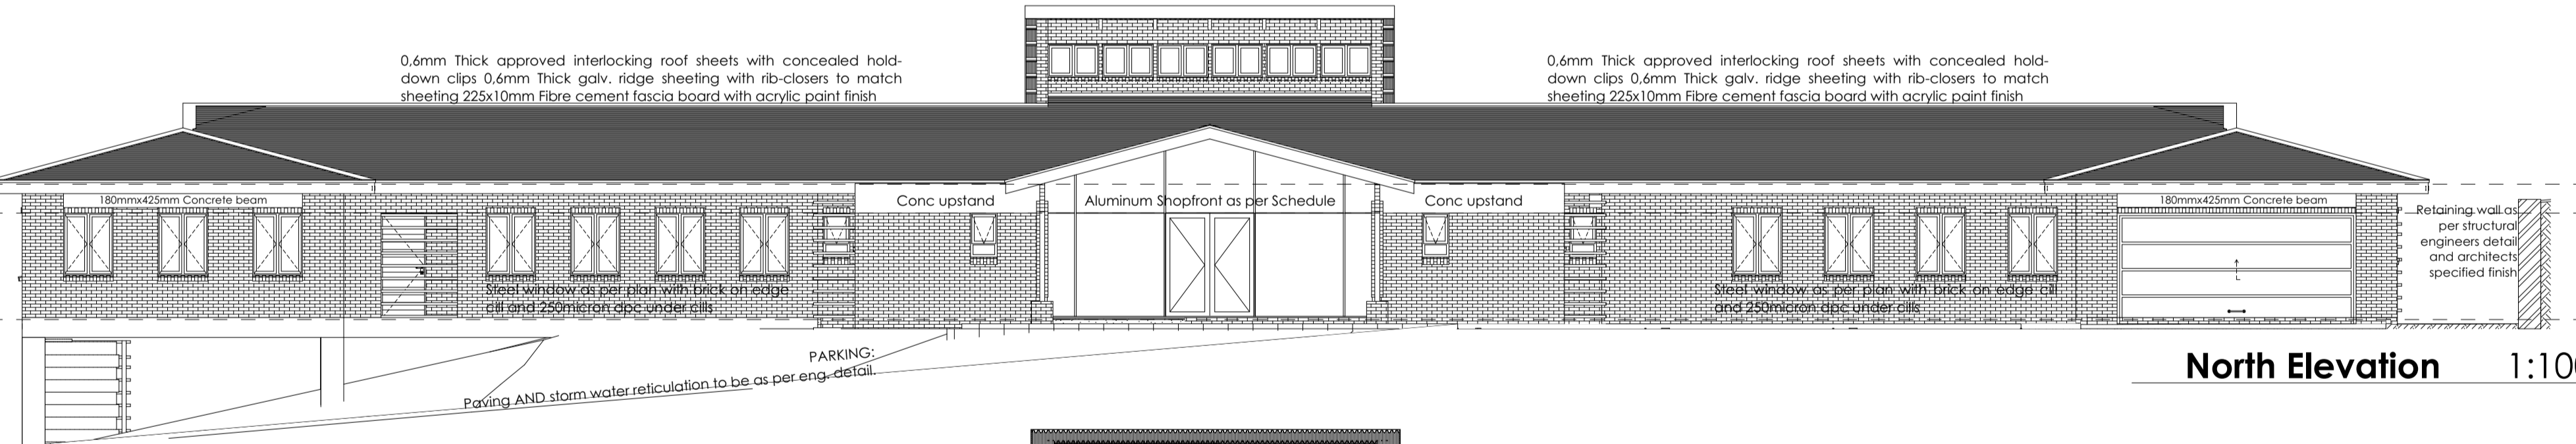 0,6mm Thick approved interlocking roof sheets with concealed hold-
down clips 0,6mm Thick galv. ridge sheeting with rib-closers to match
sheeting 225x10mm Fibre cement fascia board with acrylic paint finish
0,6mm Thick approved interlocking roof sheets with concealed hold-
down clips 0,6mm Thick galv. ridge sheeting with rib-closers to match
sheeting 225x10mm Fibre cement fascia board with acrylic paint finish
180mmx425mm Concrete beam
Conc upstand
Aluminum Shopfront as per Schedule
Conc upstand
180mmx425mm Concrete beam
Retaining wall as
per structural
engineers detail
and architects
specified finish
Steel window as per plan with brick on edge
cill and 250micron dpc under cills
Steel window as per plan with brick on edge cill
and 250micron dpc under cills
PARKING:
Paving AND storm water reticulation to be as per eng. detail.
North Elevation